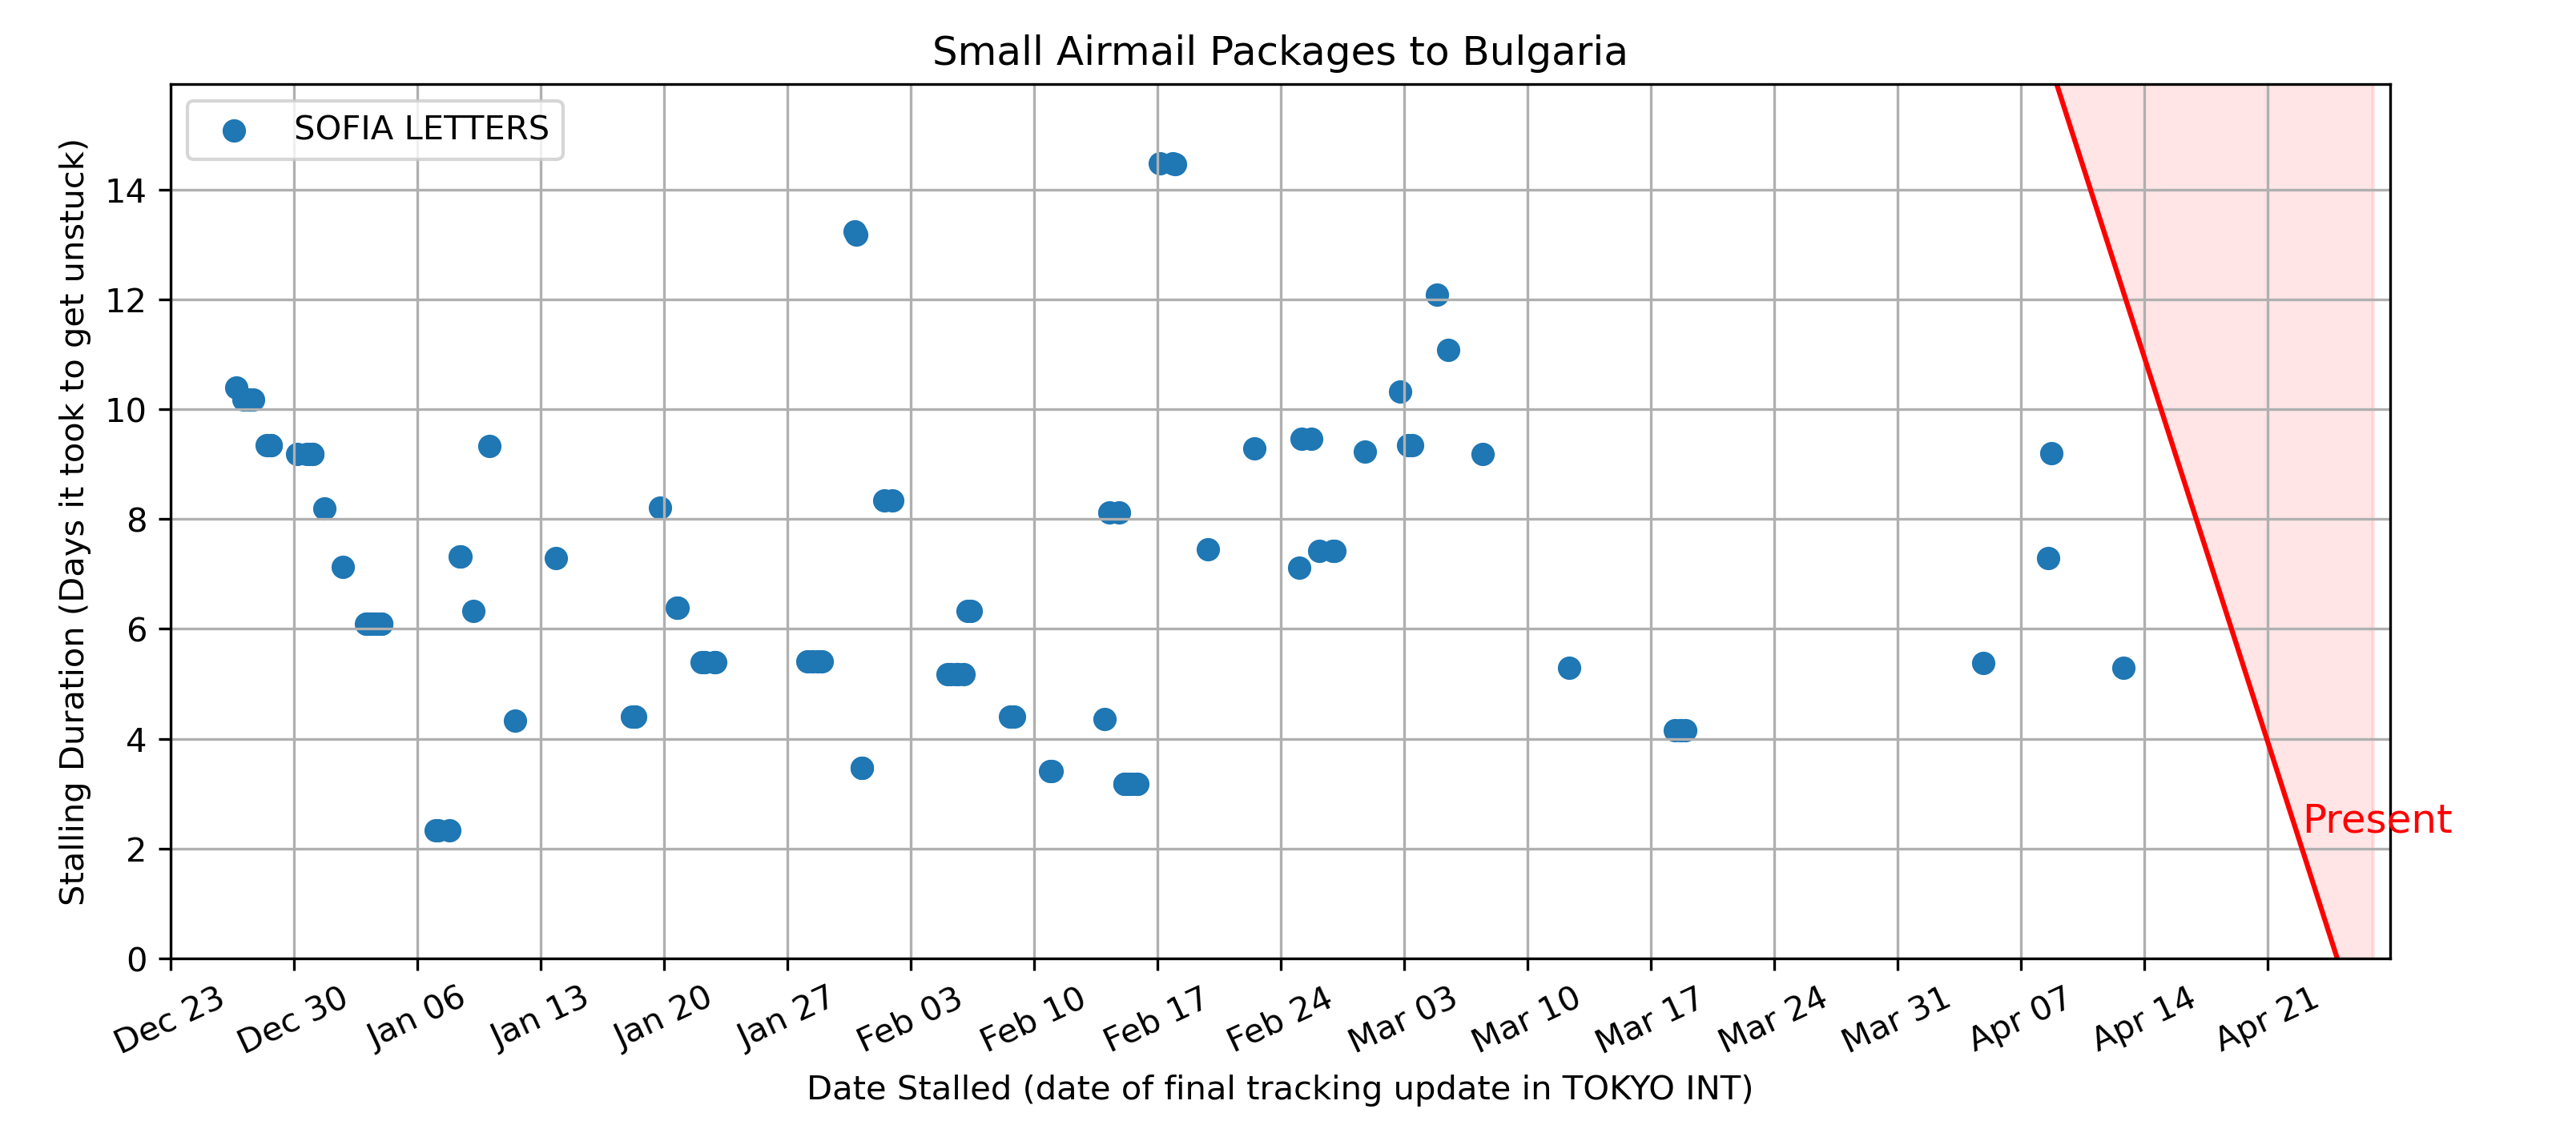 Small Airmail Packages to Bulgaria
SOFIA LETTERS
Stalling Duration (Days it took to get unstuck)
14
12
10
8
6
4
2
0
Present
Dec 23
Dec 30
Jan 06
Jan 13
Jan 20
Jan 27
Feb 03
Feb 10
Feb 17
Feb 24
Mar 03
Mar 10
Mar 17
Mar 24
Mar 31
Apr 07
Apr 14
Apr 21
Date Stalled (date of final tracking update in TOKYO INT)